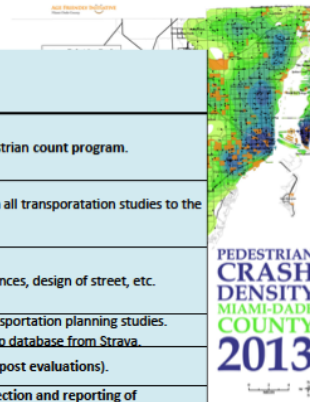 AGE FRIENDLY INITIATIVE
strian count program.
all transporatation studies to the
nces, design of street, etc.
sportation planning studies.
o database from Strava.
post evaluations).
ection and reporting of
PEDESTRIAN
CRASH
DENSITY
MIAMI-DADE
COUNTY
2013